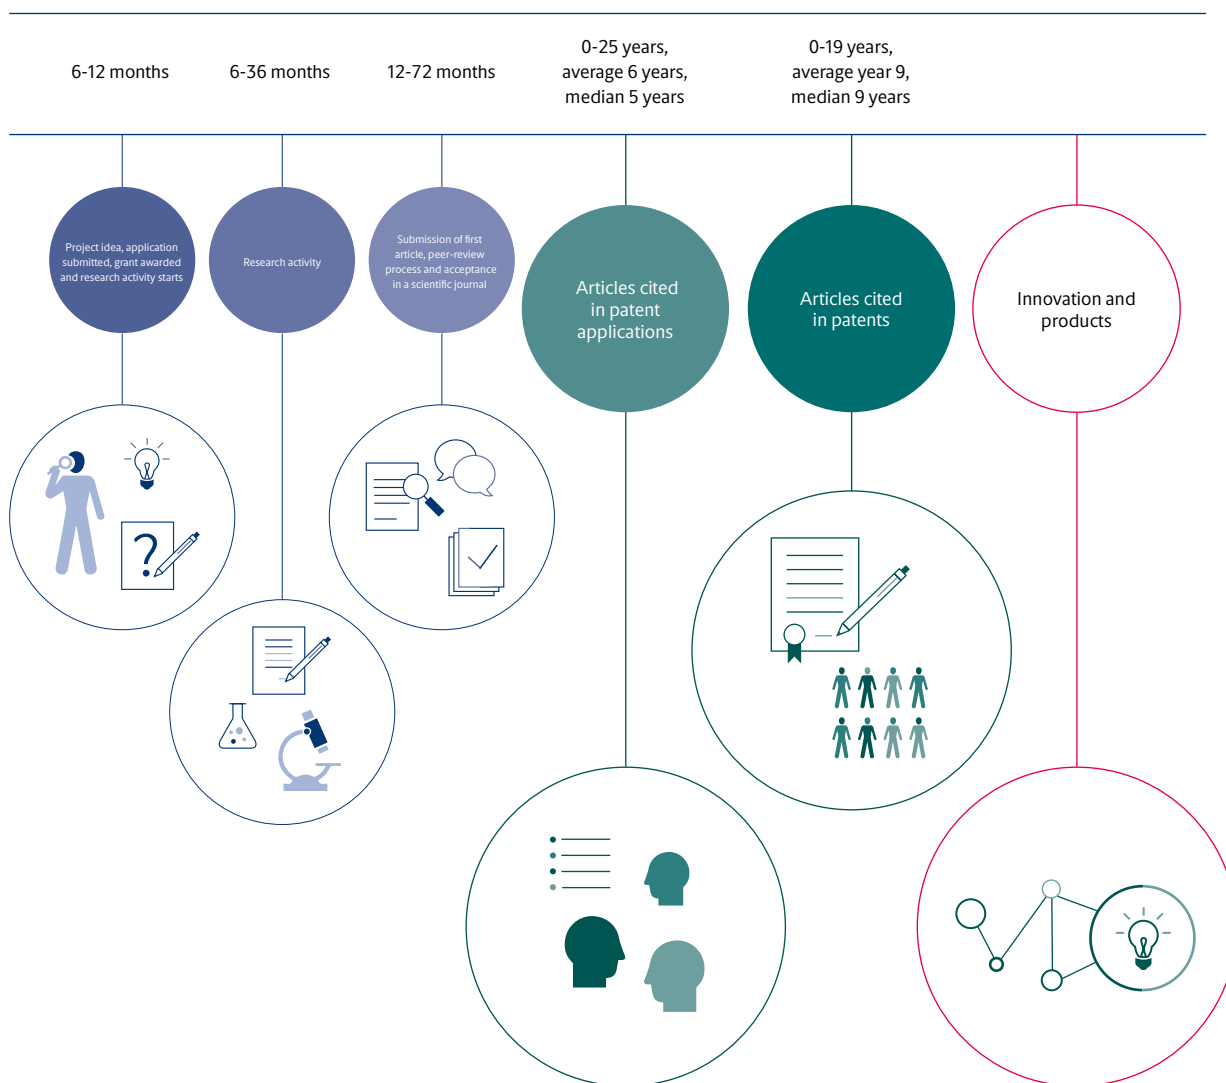 6-12 months
6-36 months
12-72 months
0-25 years,
average 6 years,
median 5 years
0-19 years,
average year 9,
median 9 years
Project idea, application
submitted, grant awarded
and research activity starts
Research activity
Submission of first
article, peer-review
process and acceptance
in a scientific journal
Articles cited
in patent
applications
Articles cited
in patents
Innovation and
products
?